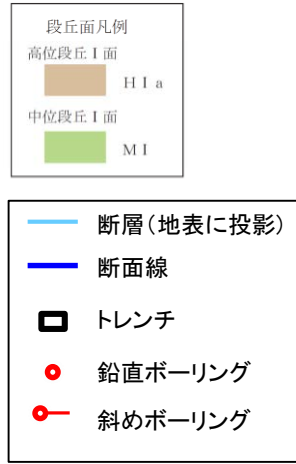 段丘面凡例
高位段丘Ⅰ面
HⅠa
中位段丘Ⅰ面
MⅠ
断層(地表に投影)
断面線
トレンチ
鉛直ボーリング
斜めボーリング